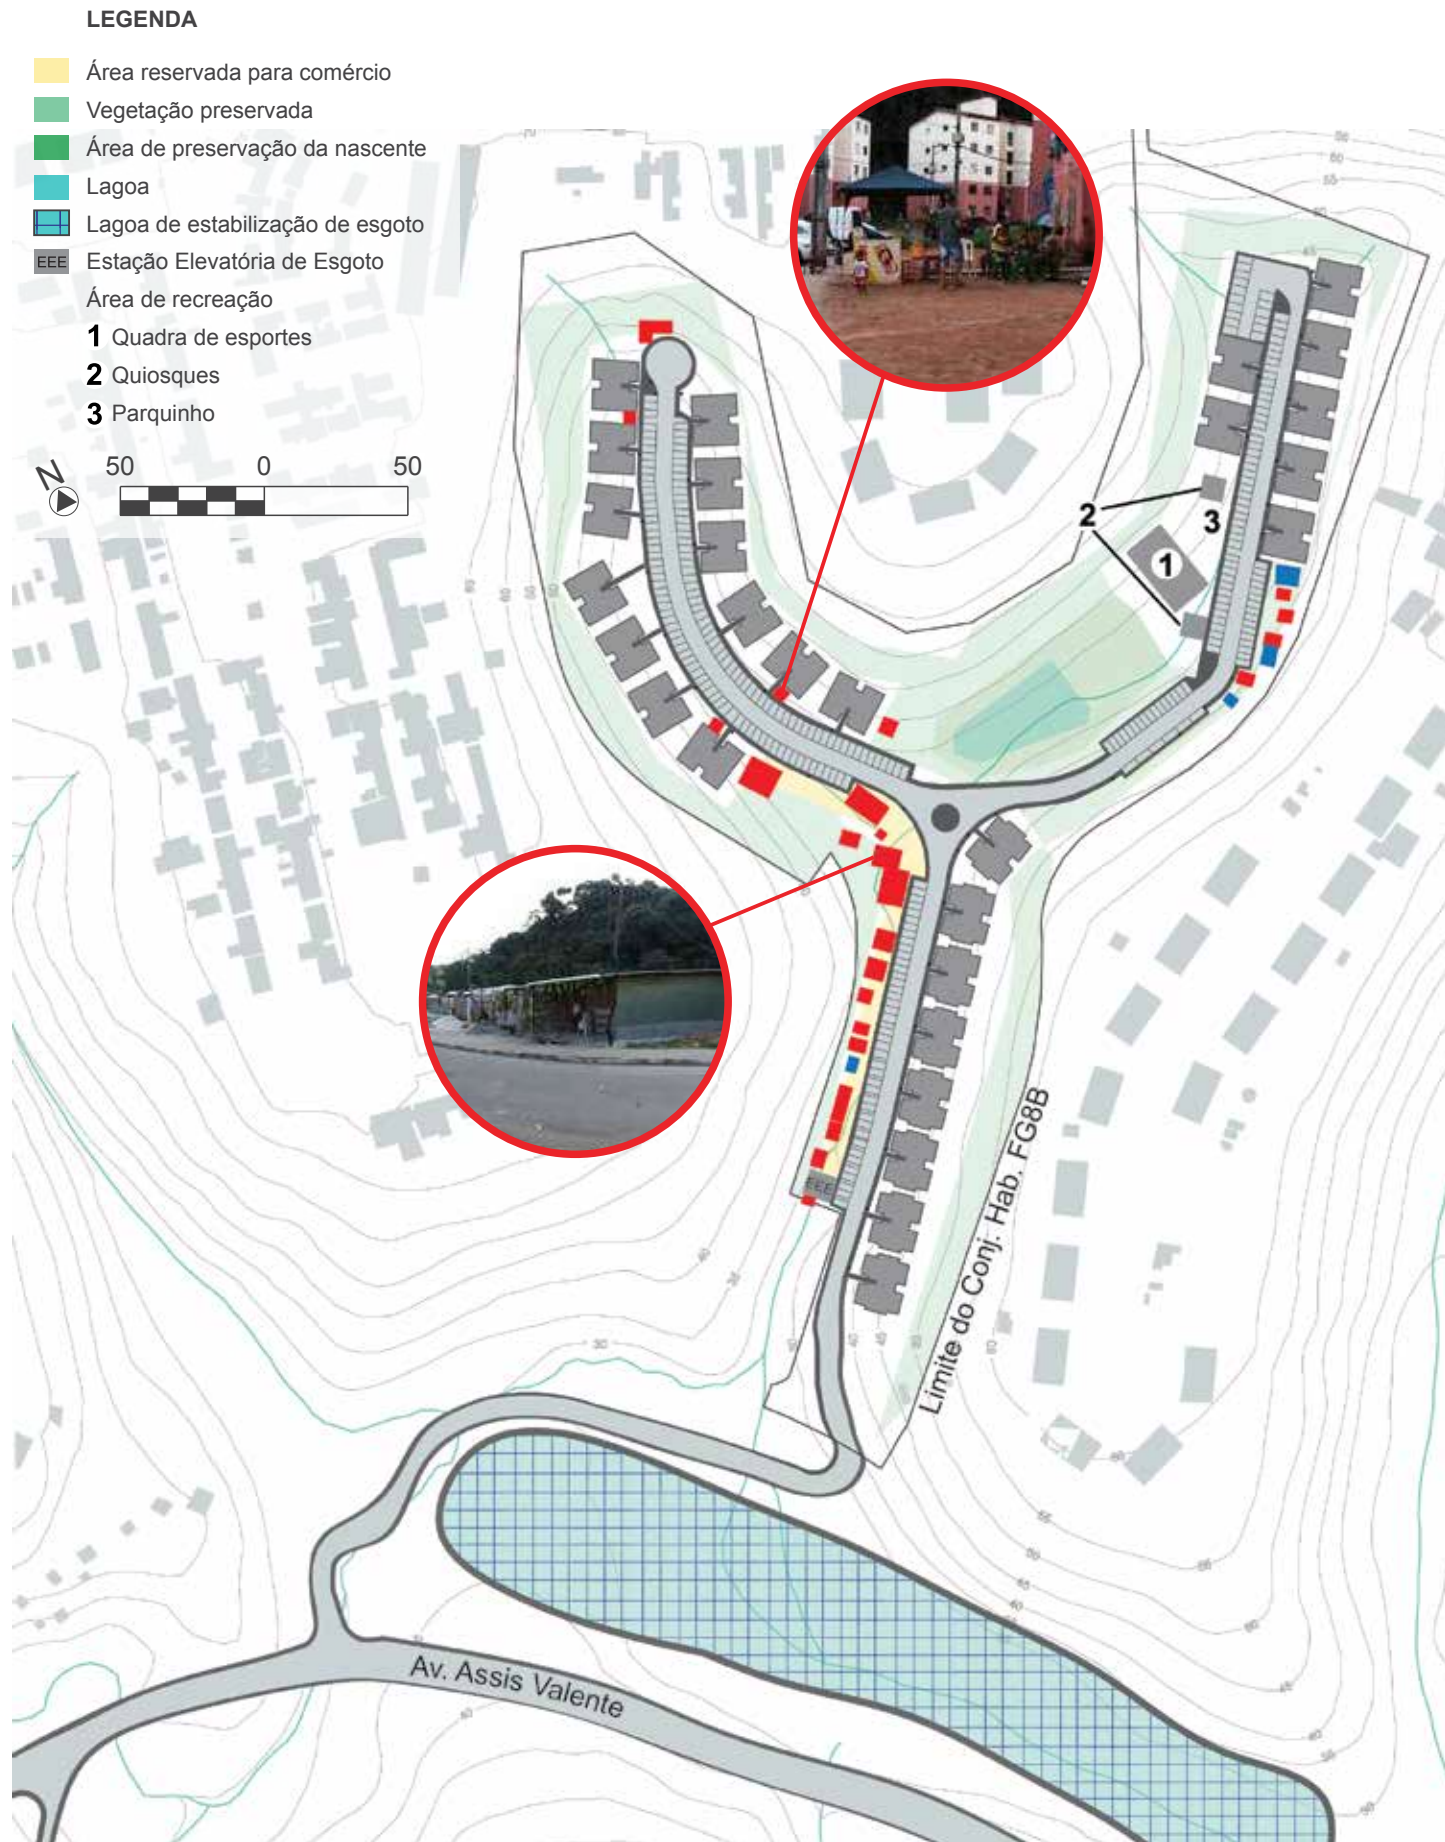 LEGENDA
Área reservada para comércio
Vegetação preservada
Área de preservação da nascente
Lagoa
Lagoa de estabilização de esgoto
EEE Estação Elevatória de Esgoto
Área de recreação
1 Quadra de esportes
2 Quiosques
3 Parquinho
N
50 0 50
2
3
1
EEE
Limite do Conj. Hab. FG8B
40
30
Av. Assis Valente